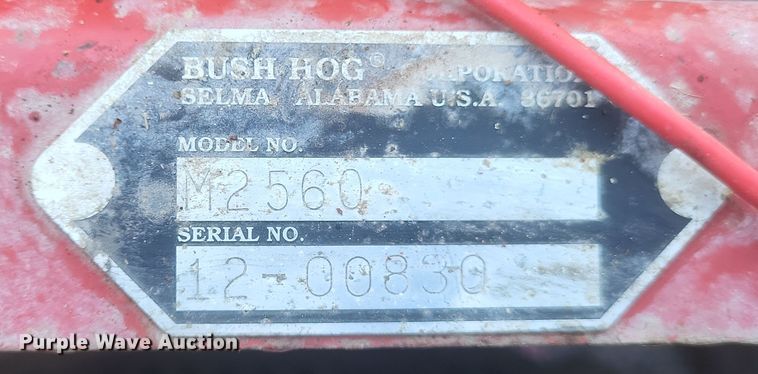 BUSH HOG® CORPORATION
SELMA, ALABAMA U.S.A. 36701
MODEL NO.
M2560
SERIAL NO.
12-00830
Purple Wave Auction